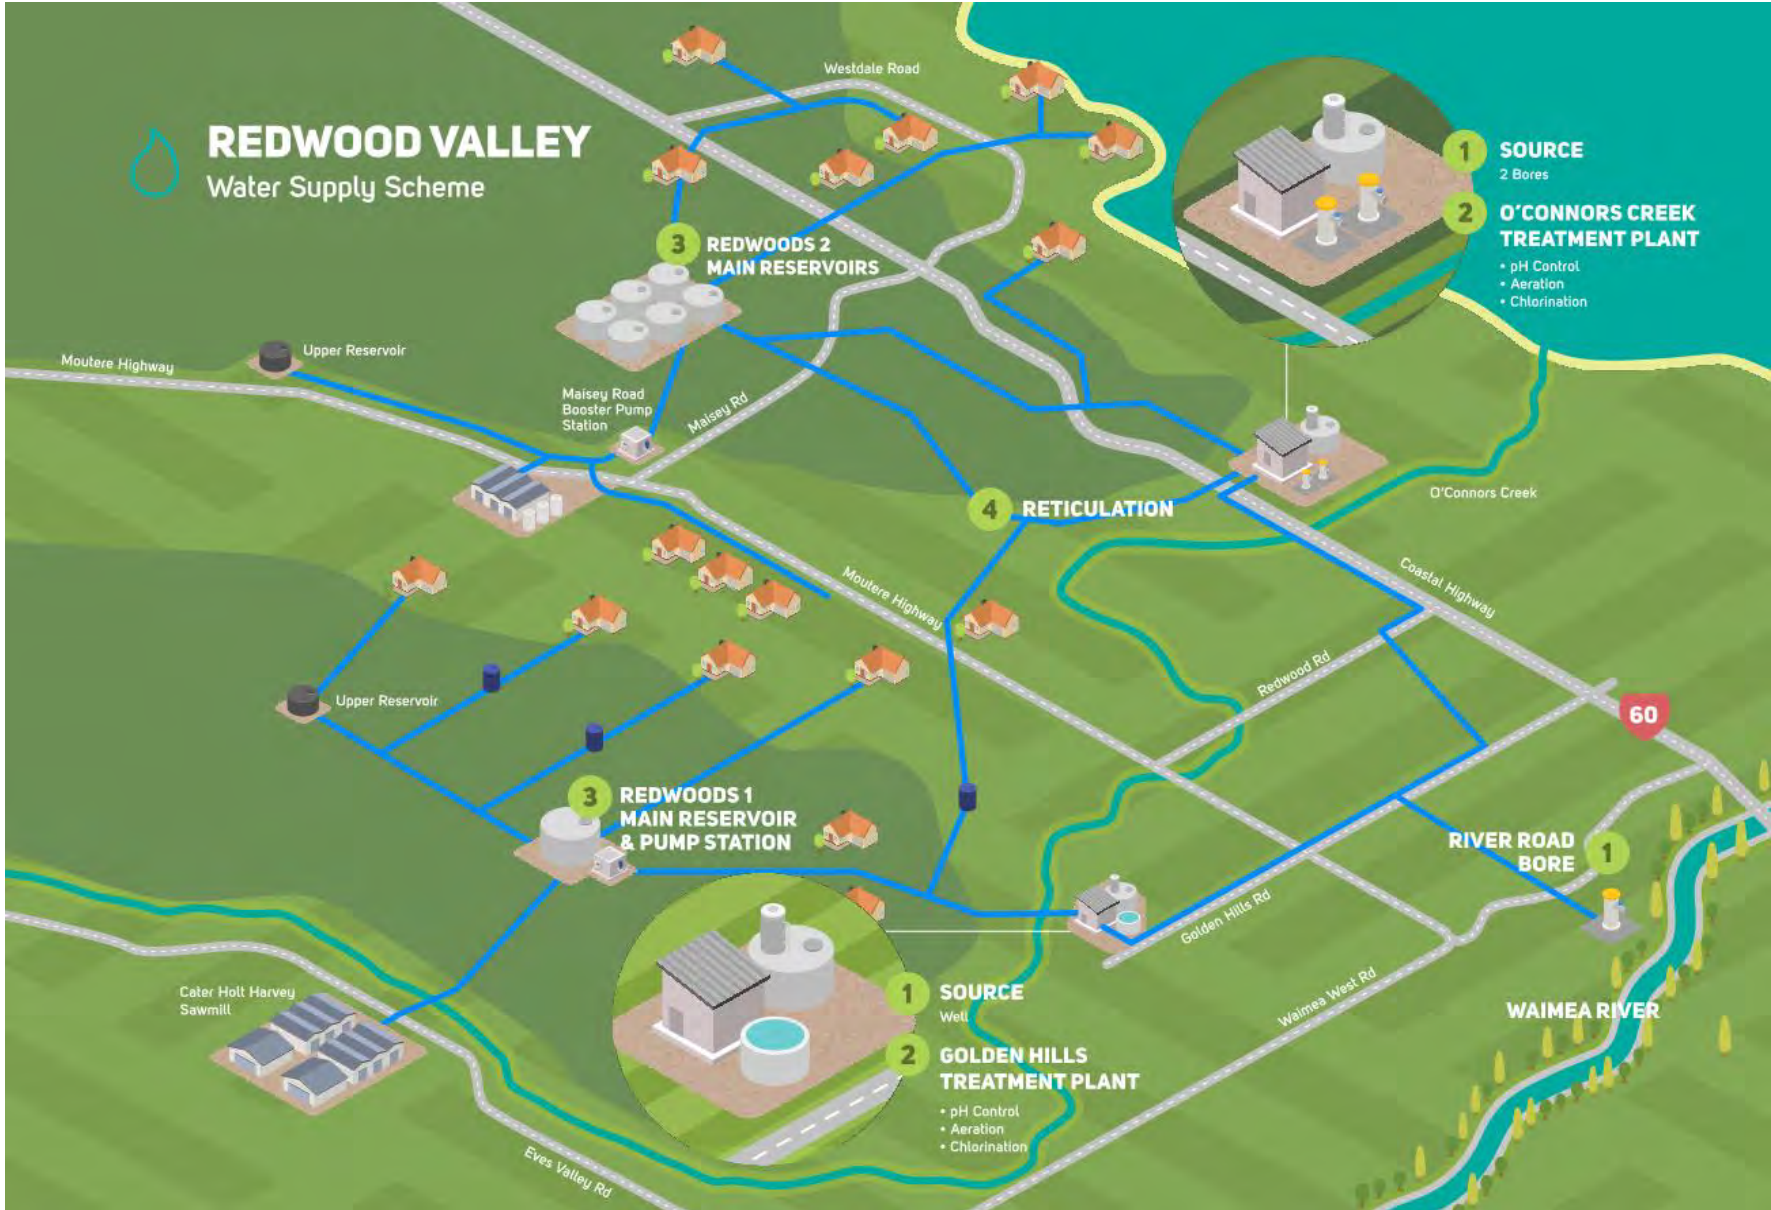 REDWOOD VALLEY
Water Supply Scheme
Westdale Road
1 SOURCE
2 Bores
2 O'CONNORS CREEK
TREATMENT PLANT
• pH Control
• Aeration
• Chlorination
3 REDWOODS 2
MAIN RESERVOIRS
Moutere Highway
Upper Reservoir
Maisey Road
Booster Pump
Station
Maisey Rd
O'Connors Creek
4 RETICULATION
Coastal Highway
Moutere Highway
Redwood Rd
60
Upper Reservoir
3 REDWOODS 1
MAIN RESERVOIR
& PUMP STATION
RIVER ROAD
BORE 1
Golden Hills Rd
Waimea West Rd
WAIMEA RIVER
Cater Holt Harvey
Sawmill
1 SOURCE
Well
2 GOLDEN HILLS
TREATMENT PLANT
• pH Control
• Aeration
• Chlorination
Eves Valley Rd